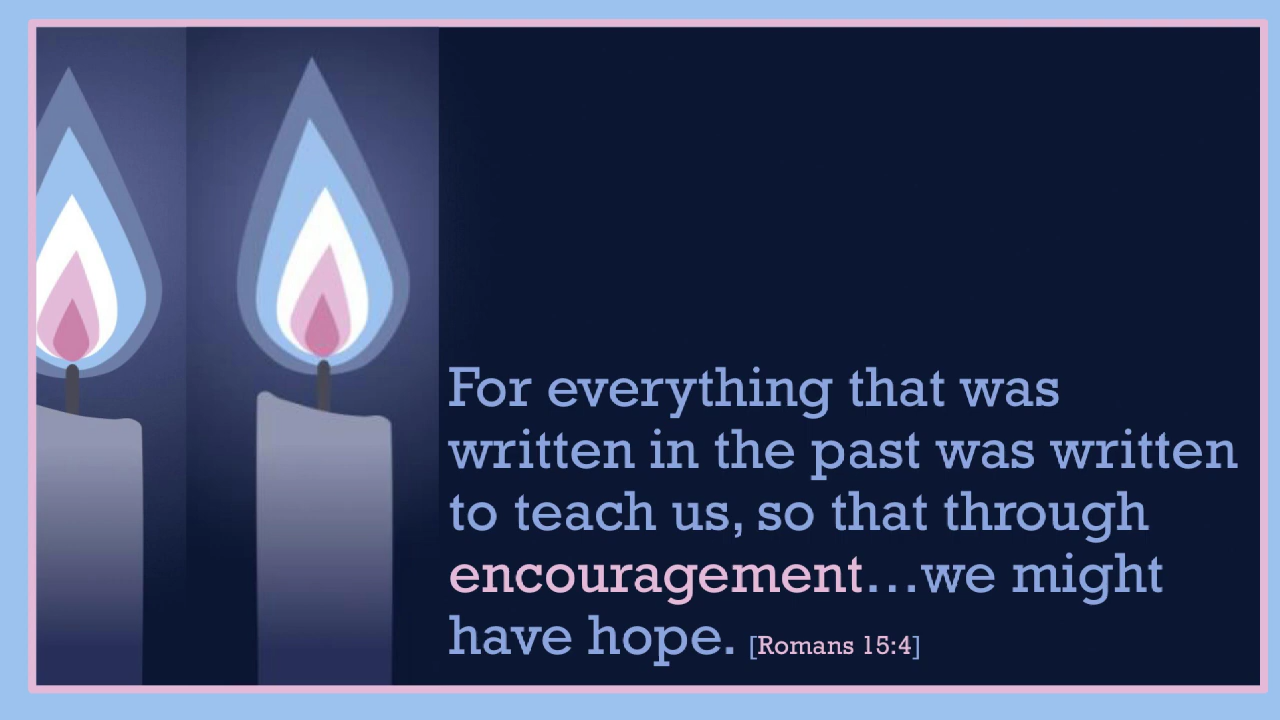 For everything that was
written in the past was written
to teach us, so that through
encouragement...we might
have hope. [Romans 15:4]